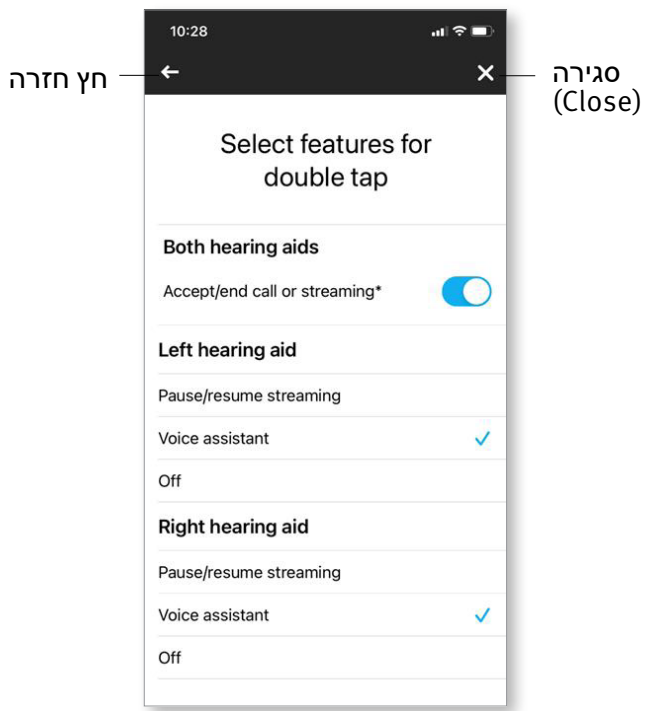 10:28
חץ חזרה
סגירה
(Close)
Select features for
double tap
Both hearing aids
Accept/end call or streaming*
Left hearing aid
Pause/resume streaming
Voice assistant
Off
Right hearing aid
Pause/resume streaming
Voice assistant
Off